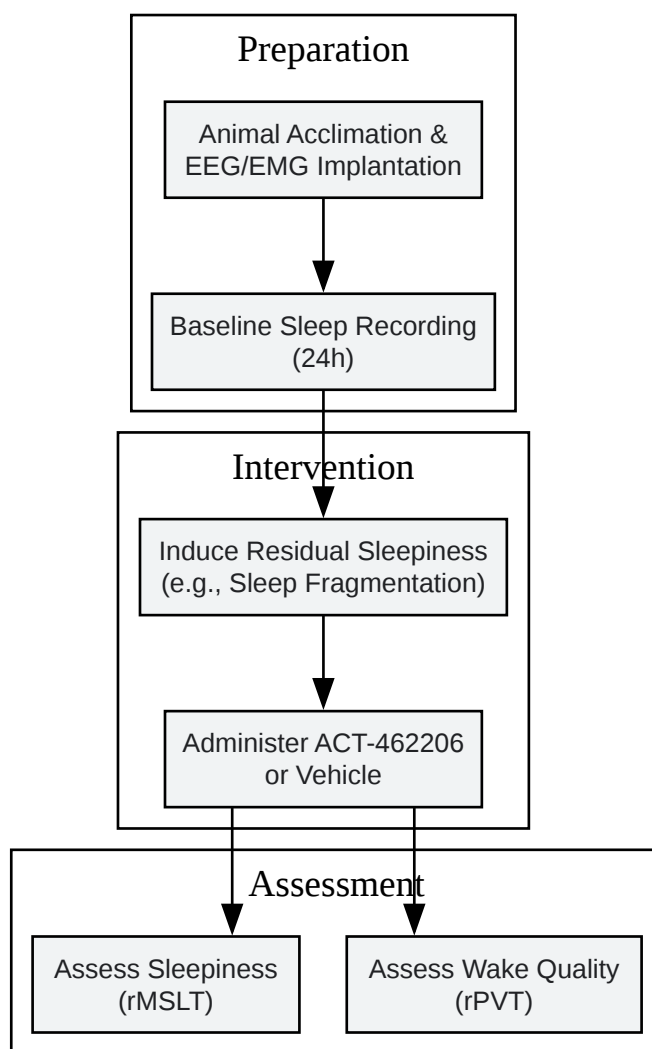 Preparation
Animal Acclimation &
EEG/EMG Implantation
Baseline Sleep Recording
(24h)
Intervention
Induce Residual Sleepiness
(e.g., Sleep Fragmentation)
Administer ACT-462206
or Vehicle
Assessment
Assess Sleepiness
(rMSLT)
Assess Wake Quality
(rPVT)